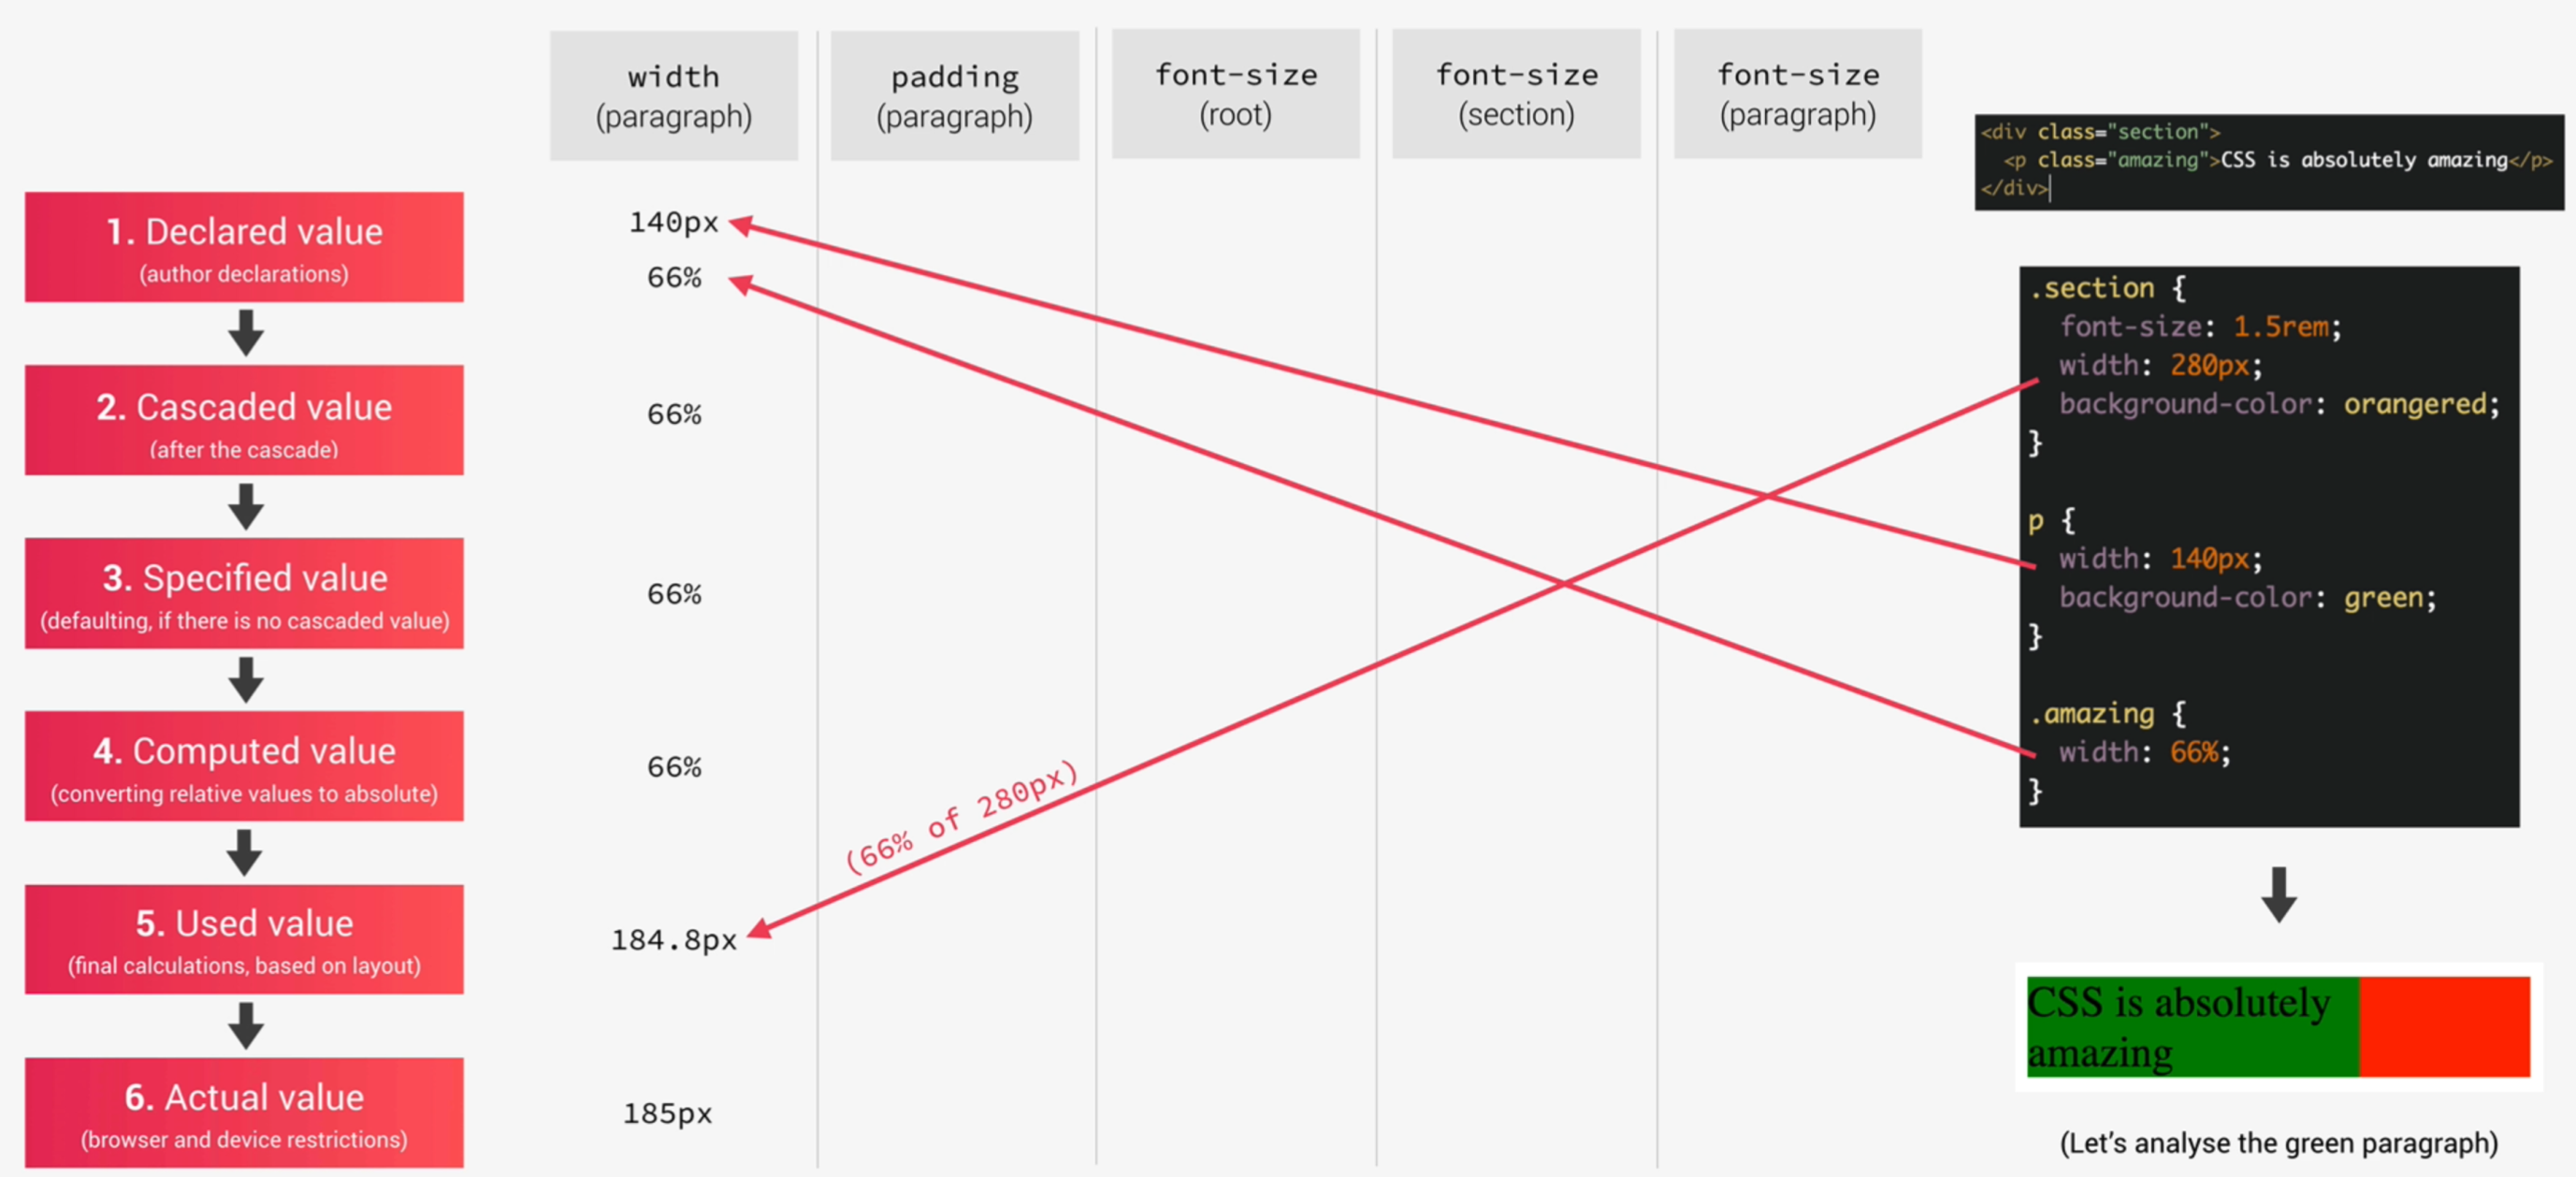 width
(paragraph)
padding
(paragraph)
font-size
(root)
font-size
(section)
font-size
(paragraph)
<div class="section">
<p class="amazing">CSS is absolutely amazing</p>
</div>
1. Declared value
(author declarations)
140px
66%
2. Cascaded value
(after the cascade)
66%
3. Specified value
(defaulting, if there is no cascaded value)
66%
4. Computed value
(converting relative values to absolute)
66%
(66% of 280px)
5. Used value
(final calculations, based on layout)
184.8px
6. Actual value
(browser and device restrictions)
185px
.section {
font-size: 1.5rem;
width: 280px;
background-color: orangered;
}
p {
width: 140px;
background-color: green;
}
.amazing {
width: 66%;
}
CSS is absolutely
amazing
(Let's analyse the green paragraph)